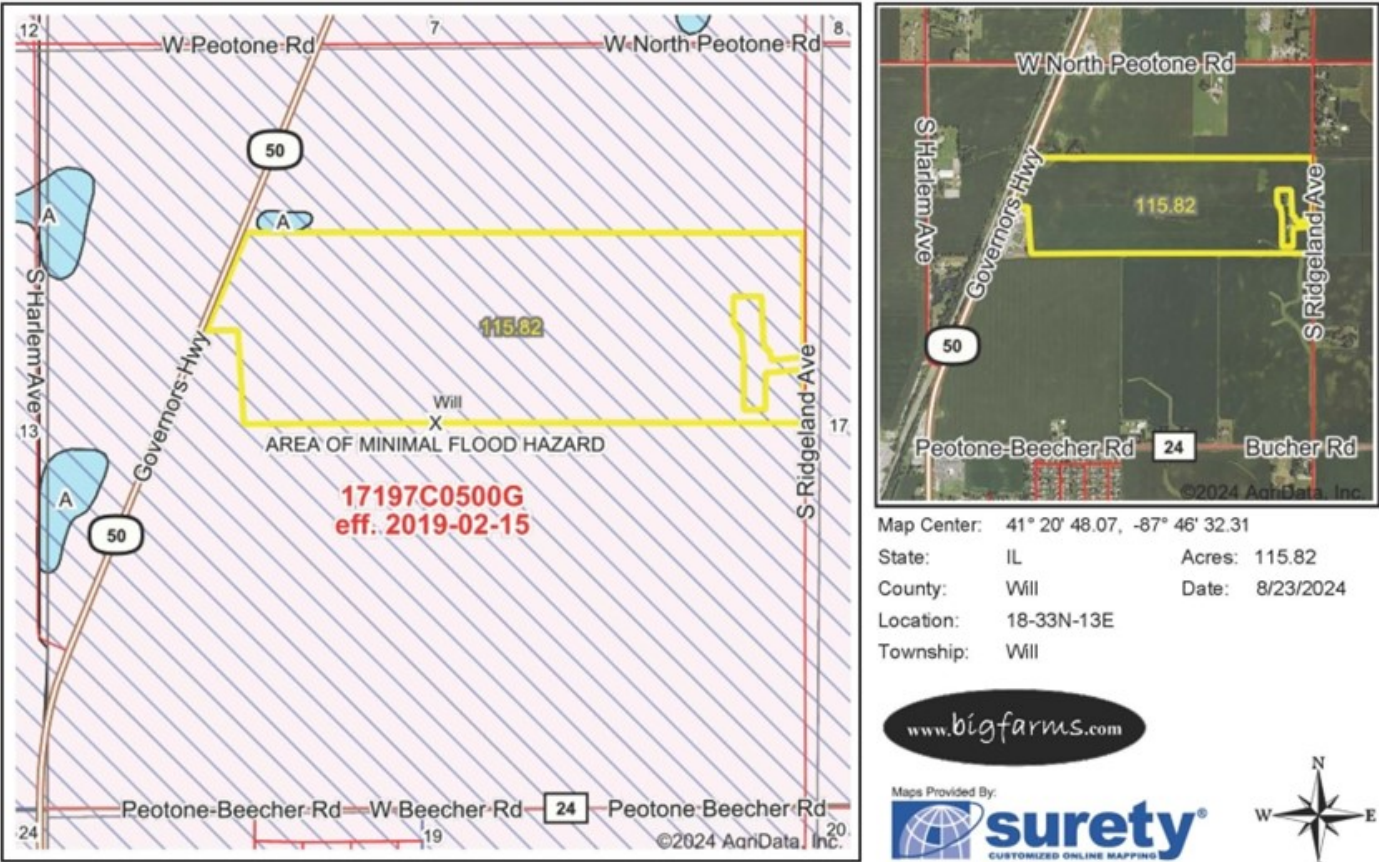 12
7
8
W Peotone Rd
W North Peotone Rd
50
A
A
S Harlem Ave
115.82
Governors Hwy
S Ridgeland Ave
Will
X
13
17
AREA OF MINIMAL FLOOD HAZARD
A
17197C0500G
eff. 2019-02-15
50
Peotone-Beecher Rd
W Beecher Rd
24
Peotone Beecher Rd
24
19
20
©2024 AgriData, Inc.
W North Peotone Rd
S Harlem Ave
Governors Hwy
115.82
S Ridgeland Ave
50
Peotone-Beecher Rd
24
Bucher Rd
©2024 AgriData, Inc.
Map Center: 41° 20' 48.07, -87° 46' 32.31
State: IL Acres: 115.82
County: Will Date: 8/23/2024
Location: 18-33N-13E
Township: Will
www.bigfarms.com
Maps Provided By:
surety®
CUSTOMIZED ONLINE MAPPING
N
W
E